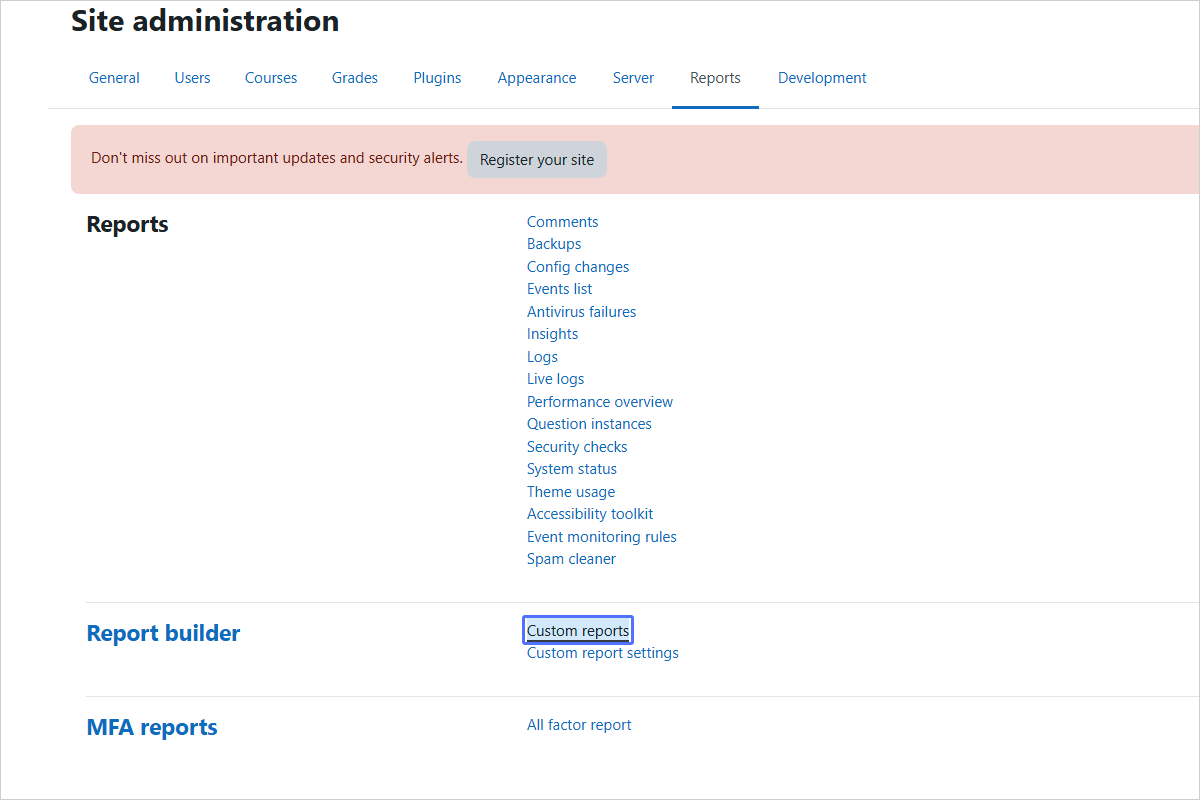 Site administration
General Users Courses Grades Plugins Appearance Server Reports Development
Don't miss out on important updates and security alerts. Register your site
Reports
Comments
Backups
Config changes
Events list
Antivirus failures
Insights
Logs
Live logs
Performance overview
Question instances
Security checks
System status
Theme usage
Accessibility toolkit
Event monitoring rules
Spam cleaner
Report builder
Custom reports
Custom report settings
MFA reports
All factor report